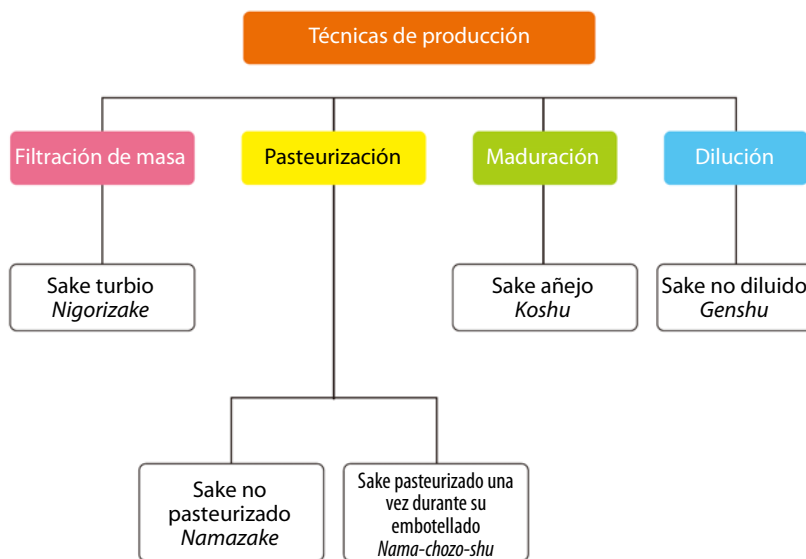 Técnicas de producción
Filtración de masa
Pasteurización
Maduración
Dilución
Sake turbio
Nigorizake
Sake añejo
Koshu
Sake no diluido
Genshu
Sake no
pasteurizado
Namazake
Sake pasteurizado una
vez durante su
embotellado
Nama-chozo-shu